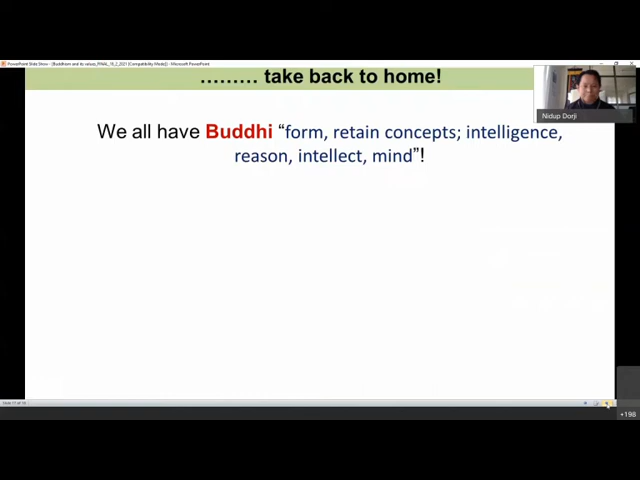 PowerPoint Slide Show - [Buddhism and its values_FINAL_18_2_2021 [Compatibility Mode]] - Microsoft PowerPoint
……… take back to home!
Nidup Dorji
We all have Buddhi “form, retain concepts; intelligence,
reason, intellect, mind”!
+198